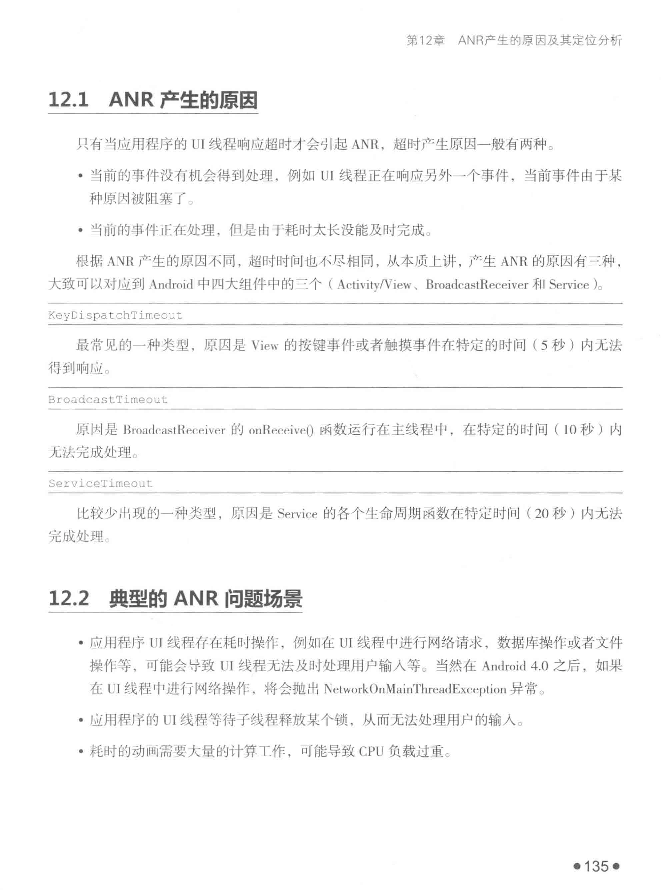 第12章 ANR产生的原因及其定位分析
12.1 ANR 产生的原因
只有当应用程序的 UI 线程响应超时才会引起 ANR，超时产生原因一般有两种。
• 当前的事件没有机会得到处理，例如 UI 线程正在响应另外一个事件，当前事件由于某
种原因被阻塞了。
• 当前的事件正在处理，但是由于耗时太长没能及时完成。
根据 ANR 产生的原因不同，超时时间也不尽相同，从本质上讲，产生 ANR 的原因有三种，
大致可以对应到 Android 中四大组件中的三个（Activity/View、BroadcastReceiver 和 Service）。
KeyDispatchTimeout
最常见的一种类型，原因是 View 的按键事件或者触摸事件在特定的时间（5 秒）内无法
得到响应。
BroadcastTimeout
原因是 BroadcastReceiver 的 onReceive() 函数运行在主线程中，在特定的时间（10 秒）内
无法完成处理。
ServiceTimeout
比较少出现的一种类型，原因是 Service 的各个生命周期函数在特定时间（20 秒）内无法
完成处理。
12.2 典型的 ANR 问题场景
• 应用程序 UI 线程存在耗时操作，例如在 UI 线程中进行网络请求，数据库操作或者文件
操作等，可能会导致 UI 线程无法及时处理用户输入等。当然在 Android 4.0 之后，如果
在 UI 线程中进行网络操作，将会抛出 NetworkOnMainThreadException 异常。
• 应用程序的 UI 线程等待子线程释放某个锁，从而无法处理用户的输入。
• 耗时的动画需要大量的计算工作，可能导致 CPU 负载过重。
●135●